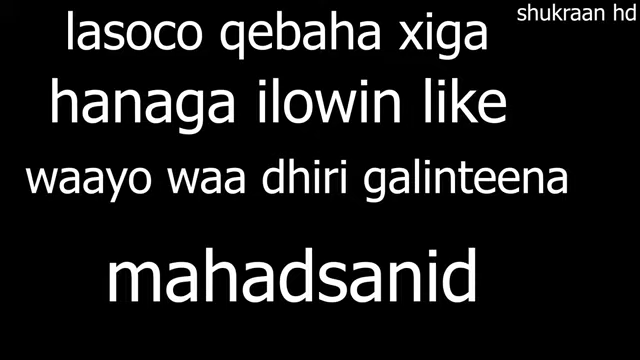 shukraan hd
lasoco qebaha xiga
hanaga ilowin like
waayo waa dhiri galinteena
mahadsanid